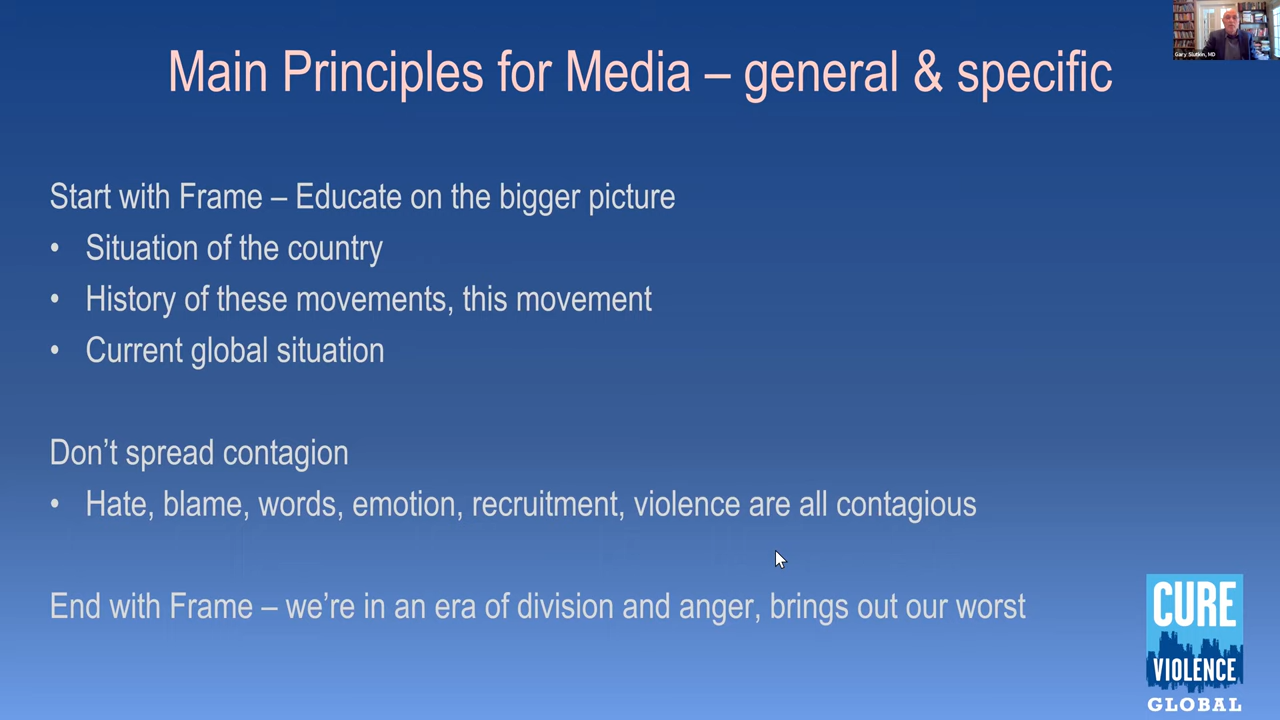 Gary Slutkin, MD
Main Principles for Media – general & specific
Start with Frame – Educate on the bigger picture
• Situation of the country
• History of these movements, this movement
• Current global situation
Don’t spread contagion
• Hate, blame, words, emotion, recruitment, violence are all contagious
End with Frame – we’re in an era of division and anger, brings out our worst
CURE
VIOLENCE
GLOBAL